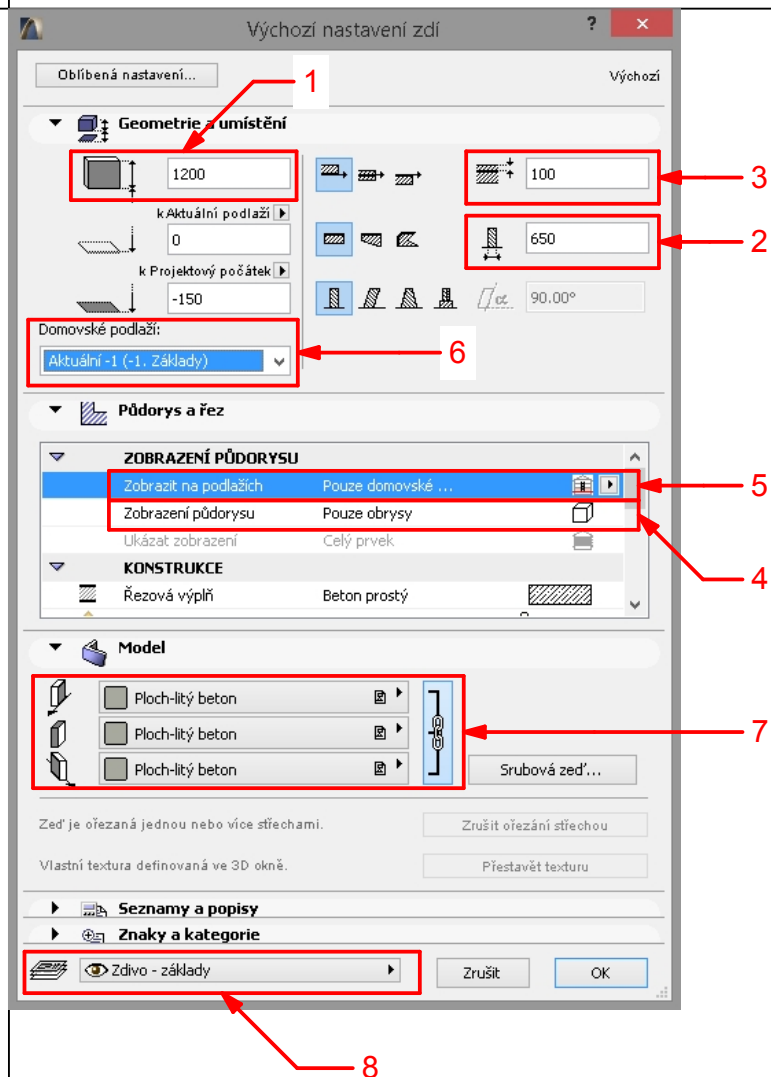 Výchozí nastavení zdí ?
Oblíbená nastavení... Výchozí
1
Geometrie a umístění
1200 100 3
k Aktuální podlaží
0 650 2
k Projektový počátek
-150 α 90.00°
Domovské podlaží:
Aktuální -1 (-1. Základy) 6
Půdorys a řez
ZOBRAZENÍ PŮDORYSU
Zobrazit na podlažích Pouze domovské ... 5
Zobrazení půdorysu Pouze obrysy
Ukázat zobrazení Celý prvek 4
KONSTRUKCE
Řezová výplň Beton prostý
Model
Ploch-litý beton
Ploch-litý beton 7
Ploch-litý beton Srubová zeď...
Zeď je ořezaná jednou nebo více střechami. Zrušit ořezání střechou
Vlastní textura definovaná ve 3D okně. Přestavět texturu
Seznamy a popisy
Znaky a kategorie
Zdivo - základy Zrušit OK
8